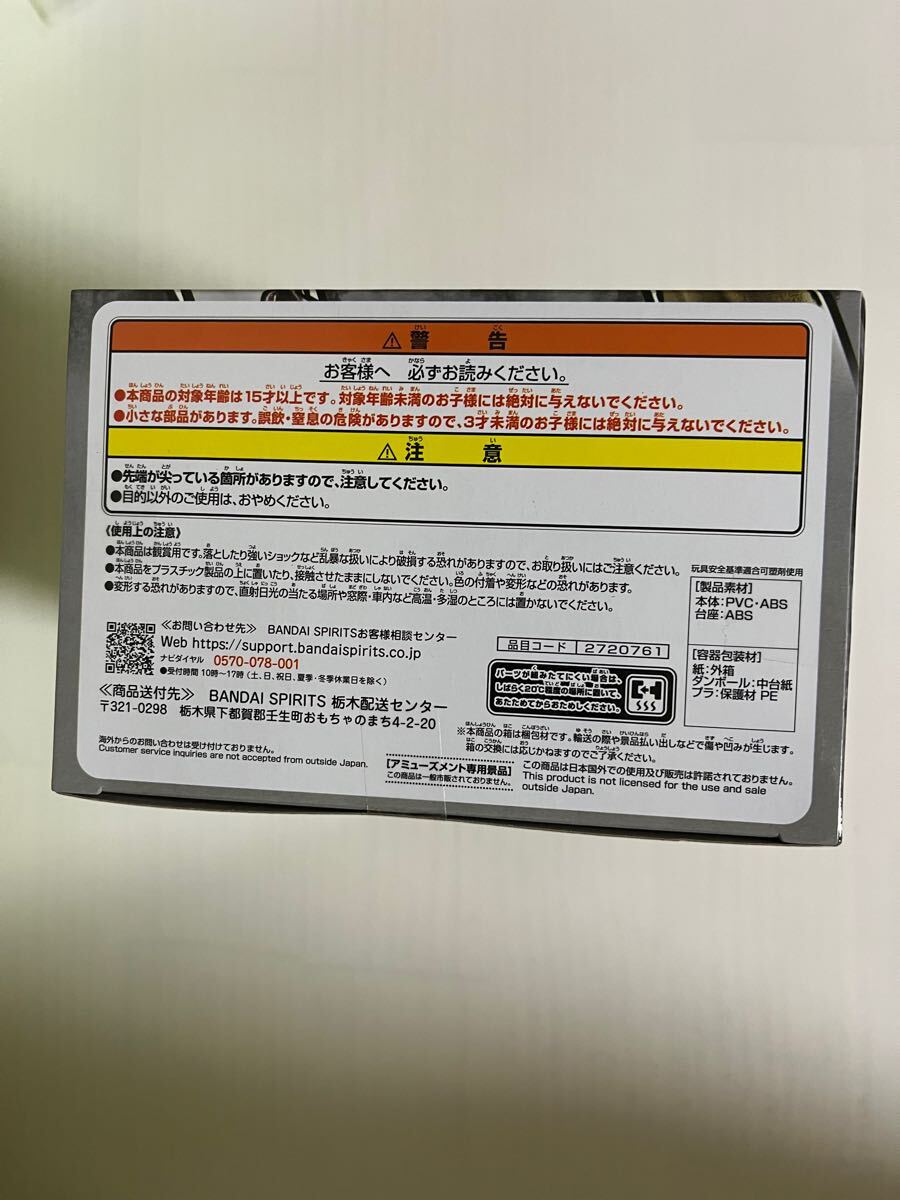 ⚠警告
お客様へ 必ずお読みください。
●本商品の対象年齢は15才以上です。対象年齢未満のお子様には絶対に与えないでください。
●小さな部品があります。誤飲・窒息の危険がありますので、3才未満のお子様には絶対に与えないでください。
⚠注意
●先端が尖っている箇所がありますので、注意してください。
●目的以外のご使用は、おやめください。
《使用上の注意》
●本商品は観賞用です。落としたり強いショックなど乱暴な扱いにより破損する恐れがありますので、お取り扱いにはご注意ください。
●本商品をプラスチック製品の上に置いたり、接触させたままにしないでください。色の付着や変形などの恐れがあります。
●変形する恐れがありますので、直射日光の当たる場所や窓際・車内など高温・多湿のところには置かないでください。
玩具安全基準適合可塑剤使用
[製品素材]
本体:PVC・ABS
台座:ABS
[容器包装材]
紙:外箱
ダンボール:中台紙
プラ:保護材 PE
≪お問い合わせ先≫ BANDAI SPIRITSお客様相談センター
Web https://support.bandaispirits.co.jp
ナビダイヤル 0570-078-001
●受付時間 10時〜17時(土、日、祝日、夏季・冬季休業日を除く)
品目コード 2720761
パーツが組みたてにくい場合は、
しばらく20℃程度の場所に置いて、
あたためてからおためしください。
≪商品送付先≫ BANDAI SPIRITS 栃木配送センター
〒321-0298 栃木県下都賀郡壬生町おもちゃのまち4-2-20
※本商品の箱は梱包材です。輸送の際や景品払い出しなどで傷や凹みが生じます。
箱の交換には応じかねますのでご了承ください。
海外からのお問い合わせは受け付けておりません。
Customer service inquiries are not accepted from outside Japan.
[アミューズメント専用景品]
この商品は一般市販されておりません。
この商品は日本国外での使用及び販売は許諾されておりません。
This product is not licensed for the use and sale
outside Japan.